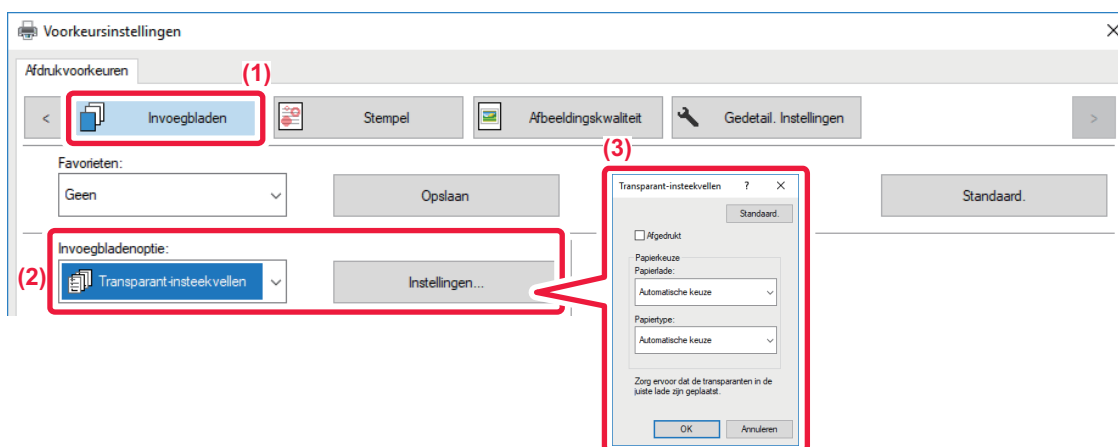 Voorkeursinstellingen
Afdrukvoorkeuren
(1)
< Invoegbladen Stempel Afbeeldingskwaliteit Gedetail. Instellingen >
Favorieten:
Geen Opslaan Standaard.
(2)
Invoegbladenoptie:
Transparant-insteekvellen Instellingen...
(3)
Transparant-insteekvellen ? X
Standaard.
Afgedrukt
Papierkeuze
Papierlade:
Automatische keuze
Papiertype:
Automatische keuze
Zorg ervoor dat de transparanten in de
juiste lade zijn geplaatst.
OK Annuleren